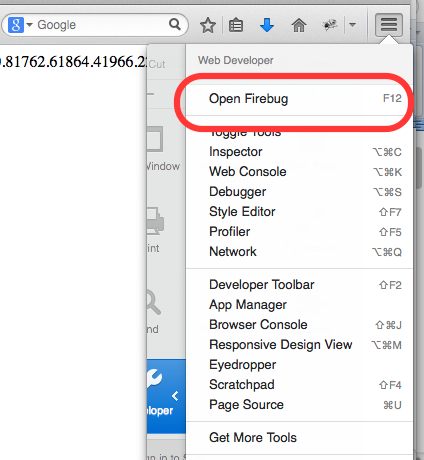 Google
.81762.61864.41966.2
Cut
Web Developer
Open Firebug F12
Toggle Tools
Inspector ⌥⌘C
Window
Web Console ⌥⌘K
Debugger ⌥⌘S
Style Editor ⇧F7
Profiler ⇧F5
int
Network ⌥⌘Q
Developer Toolbar ⇧F2
App Manager
Browser Console ⇧⌘J
nd
Responsive Design View ⌥⌘M
Eyedropper
Scratchpad ⇧F4
Page Source ⌘U
eloper
Get More Tools